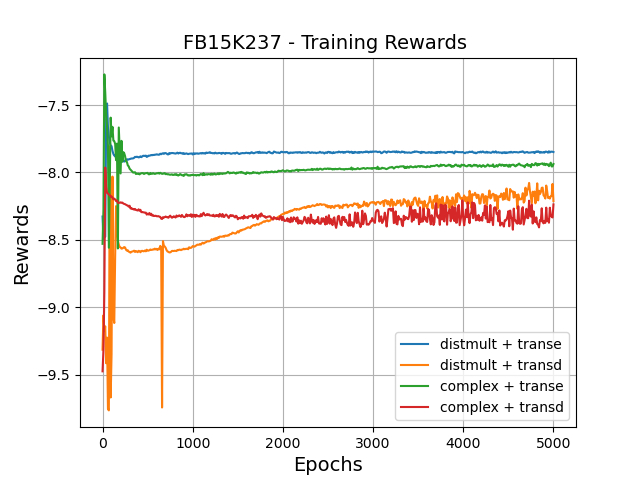 FB15K237 - Training Rewards
Rewards
−7.5
−8.0
−8.5
−9.0
−9.5
0
1000
2000
3000
4000
5000
Epochs
distmult + transe
distmult + transd
complex + transe
complex + transd